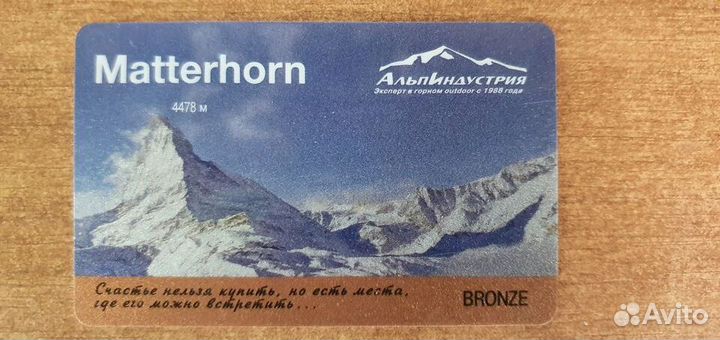 Matterhorn
4478 м
АльпИндустрия
Эксперт в горном outdoor с 1988 года
Счастье нельзя купить, но есть места,
где его можно встретить...
BRONZE
Avito